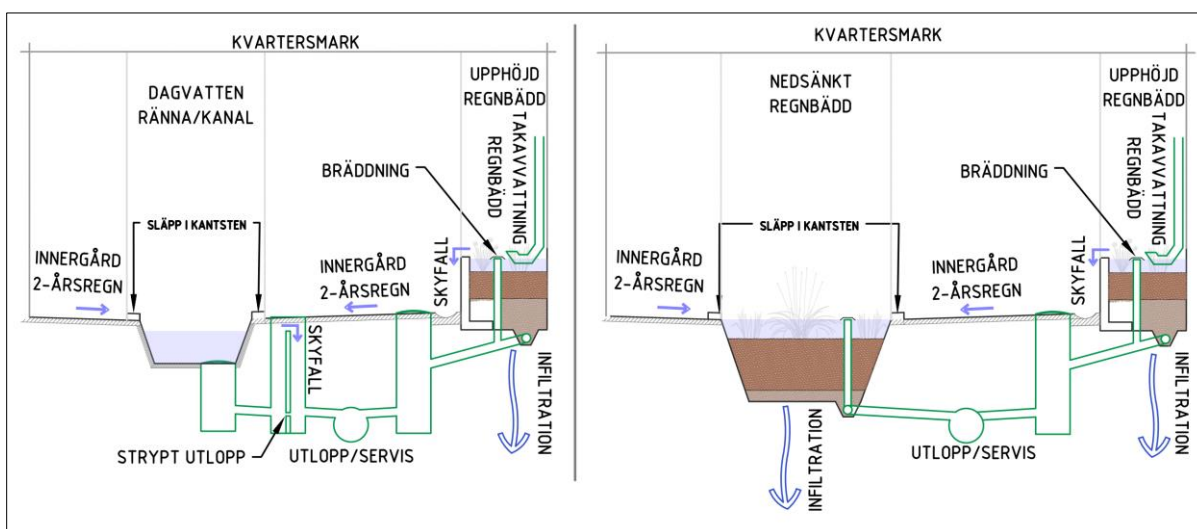 KVARTERSMARK
DAGVATTEN
RÄNNA/KANAL
UPPHÖJD
REGNBÄDD
TAKAVVATTNING
REGNBÄDD
BRÄDDNING
SLÄPP I KANTSTEN
INNERGÅRD
2-ÅRSREGN
INNERGÅRD
2-ÅRSREGN
SKYFALL
SKYFALL
INFILTRATION
STRYPT UTLOPP
UTLOPP/SERVIS
KVARTERSMARK
NEDSÄNKT
REGNBÄDD
UPPHÖJD
REGNBÄDD
TAKAVVATTNING
REGNBÄDD
BRÄDDNING
SLÄPP I KANTSTEN
INNERGÅRD
2-ÅRSREGN
INNERGÅRD
2-ÅRSREGN
SKYFALL
INFILTRATION
INFILTRATION
UTLOPP/SERVIS